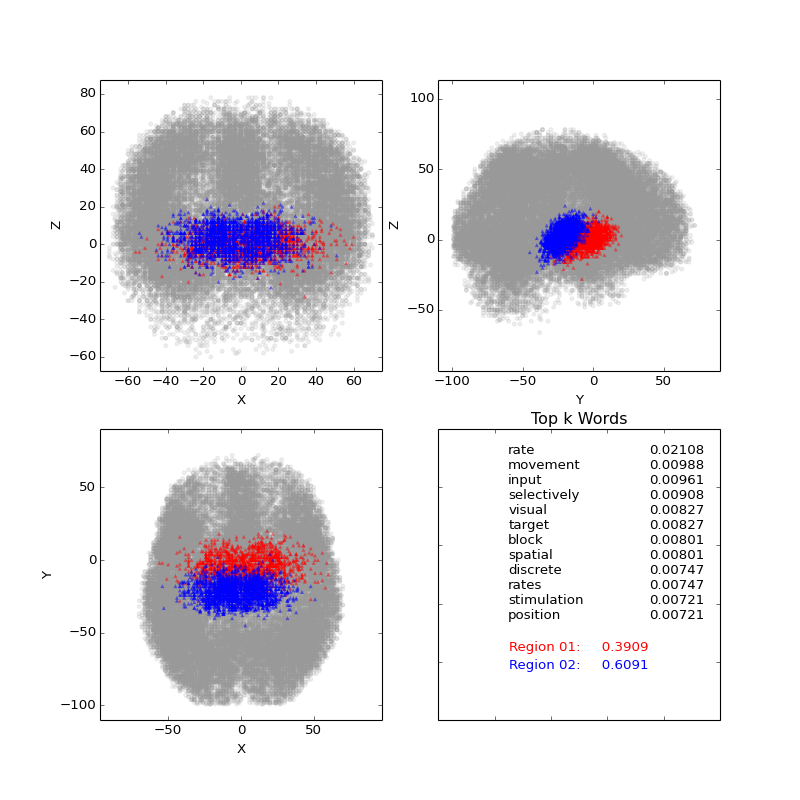 80
60
40
20
0
−20
−40
−60
Z
−60 −40 −20 0 20 40 60
X
100
50
0
−50
Z
−100 −50 0 50
Y
50
0
−50
−100
Y
−50 0 50
X
Top k Words
rate 0.02108
movement 0.00988
input 0.00961
selectively 0.00908
visual 0.00827
target 0.00827
block 0.00801
spatial 0.00801
discrete 0.00747
rates 0.00747
stimulation 0.00721
position 0.00721
Region 01: 0.3909
Region 02: 0.6091